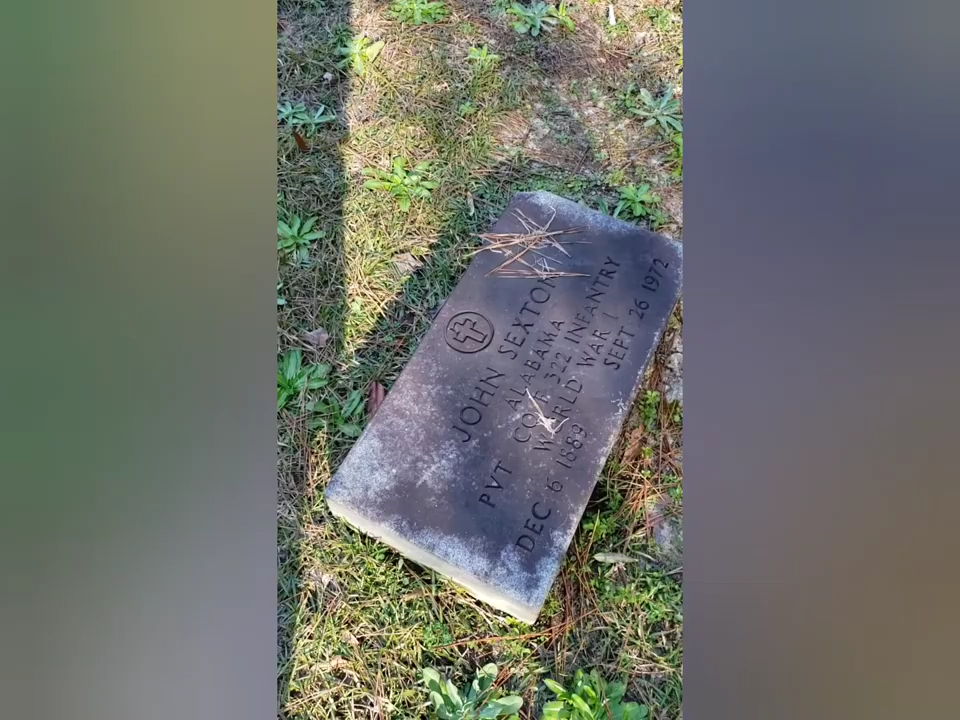 JOHN SEXTON
ALABAMA
PVT CO E 322 INFANTRY
WORLD WAR I
DEC 6 1889 SEPT 26 1972